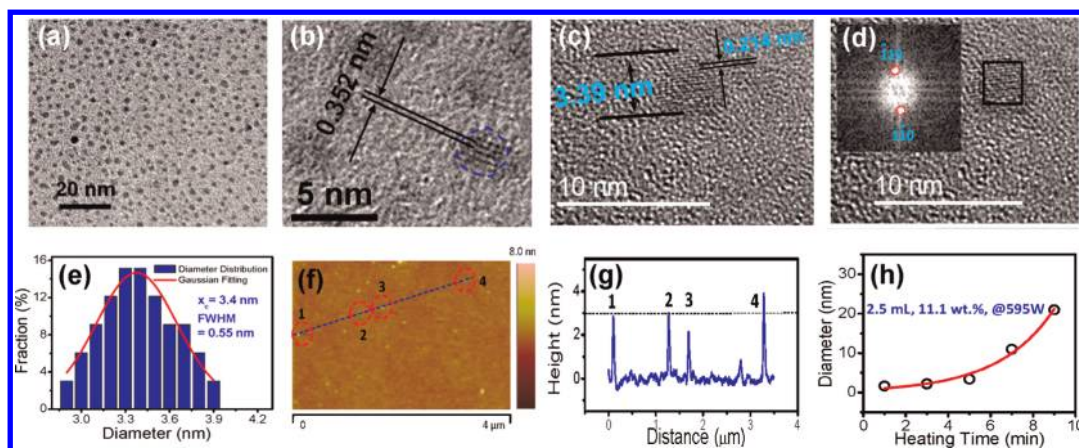 (a)
20 nm
(b)
0.352 nm
5 nm
(c)
0.214 nm
3.39 nm
10 nm
(d)
10 nm
(e)
Diameter Distribution
Gaussian Fitting
x_c = 3.4 nm
FWHM
= 0.55 nm
Fraction (%)
16
12
8
4
0
3.0 3.3 3.6 3.9 4.2
Diameter (nm)
(f)
8.0 nm
1
2
3
4
0 4 µm
(g)
1 2 3 4
Height (nm)
6
4
2
0
0 1 2 3 4
Distance (µm)
(h)
2.5 mL, 11.1 wt.%, @595W
Diameter (nm)
30
20
10
0
0 2 4 6 8 10
Heating Time (min)